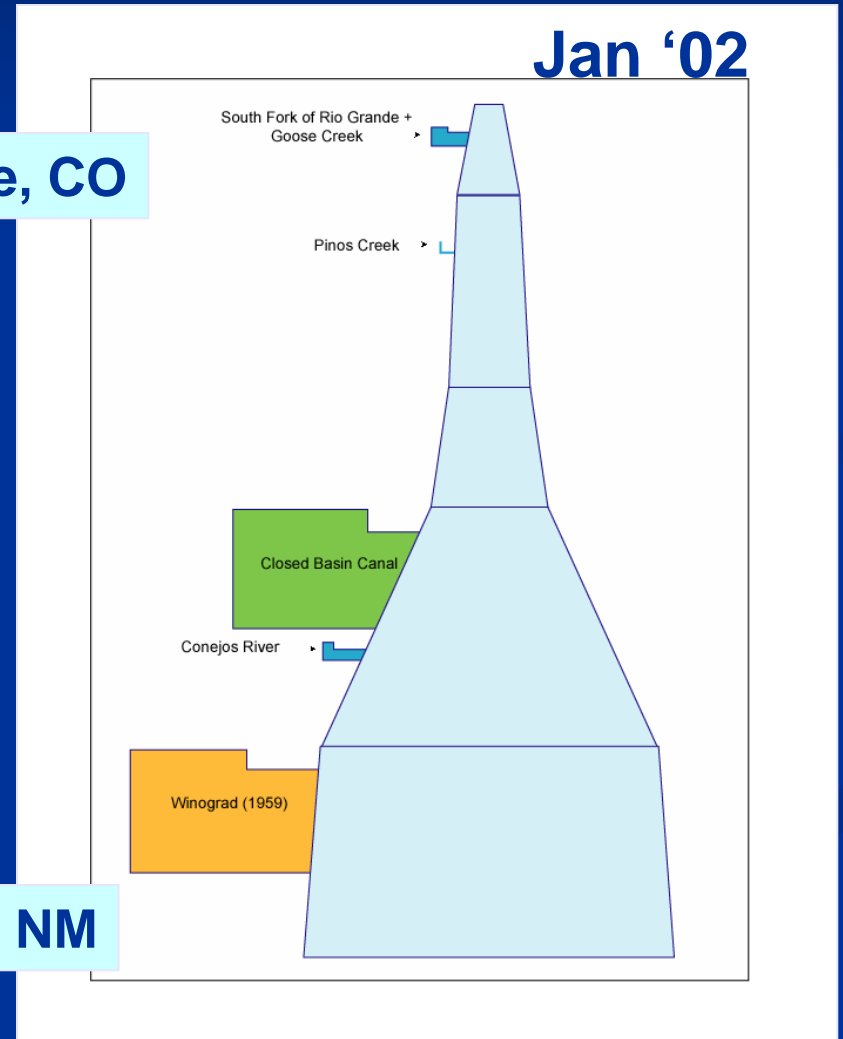 Jan ‘02
South Fork of Rio Grande +
Goose Creek
e, CO
Pinos Creek
Closed Basin Canal
Conejos River
Winograd (1959)
NM